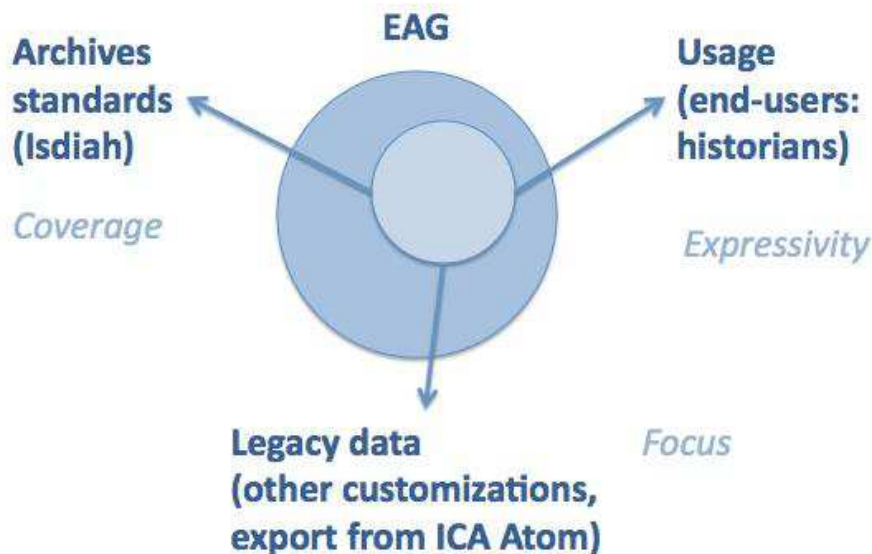 EAG
Archives
standards
(Isdiah)
Coverage
Usage
(end-users:
historians)
Expressivity
Legacy data
(other customizations,
export from ICA Atom)
Focus